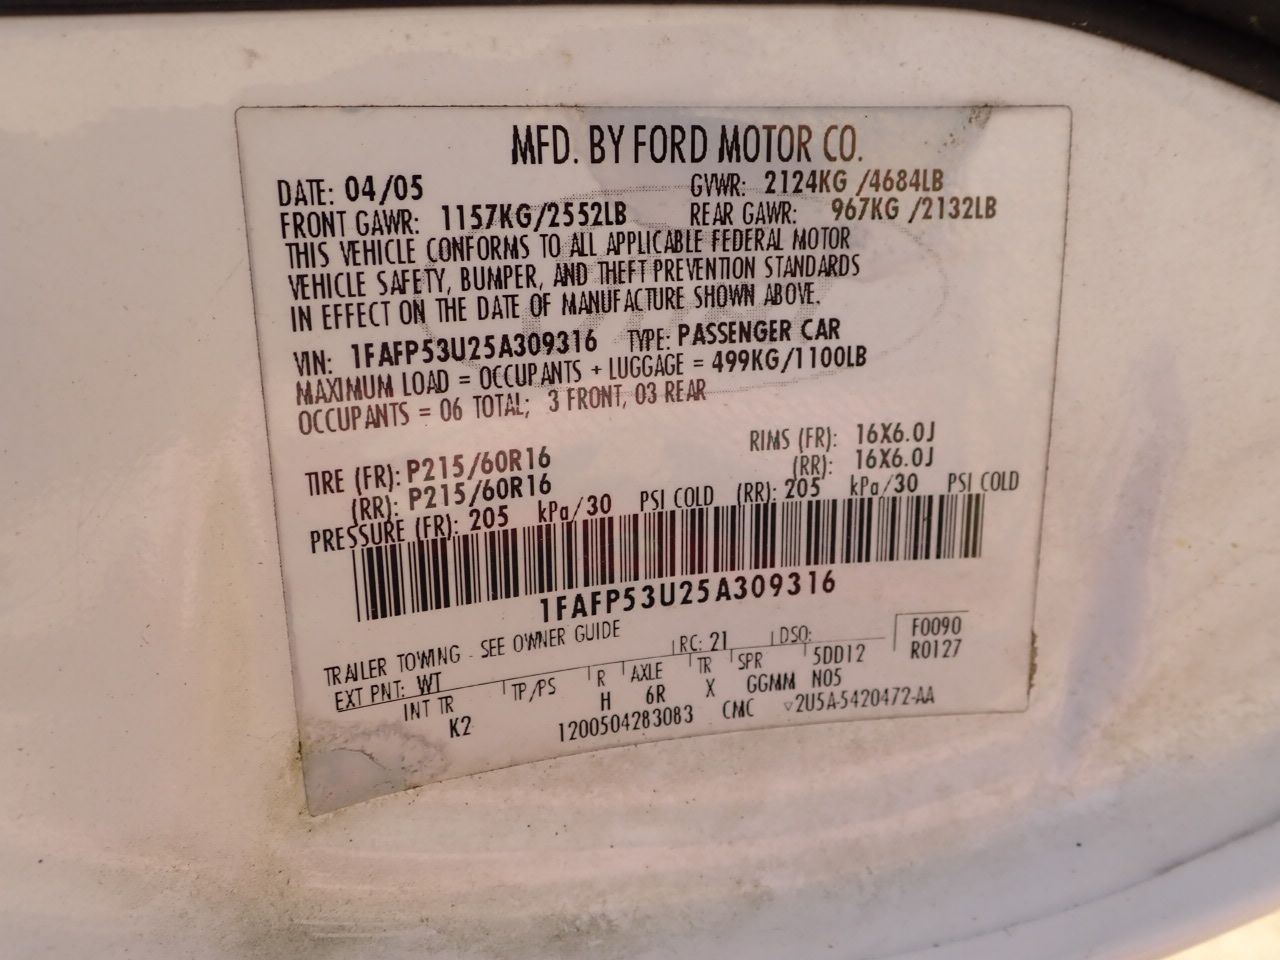 MFD. BY FORD MOTOR CO.
DATE: 04/05 GVWR: 2124KG /4684LB
FRONT GAWR: 1157KG/2552LB REAR GAWR: 967KG /2132LB
THIS VEHICLE CONFORMS TO ALL APPLICABLE FEDERAL MOTOR
VEHICLE SAFETY, BUMPER, AND THEFT PREVENTION STANDARDS
IN EFFECT ON THE DATE OF MANUFACTURE SHOWN ABOVE.
VIN: 1FAFP53U25A309316 TYPE: PASSENGER CAR
MAXIMUM LOAD = OCCUPANTS + LUGGAGE = 499KG/1100LB
OCCUPANTS = 06 TOTAL; 3 FRONT, 03 REAR
TIRE (FR): P215/60R16 RIMS (FR): 16X6.0J
(RR): P215/60R16 (RR): 16X6.0J
PRESSURE (FR): 205 kPa/30 PSI COLD (RR): 205 kPa/30 PSI COLD
1FAFP53U25A309316
TRAILER TOWING - SEE OWNER GUIDE
EXT PNT: WT RC: 21 DSO: F0090
R0127
INT TR TP/PS R AXLE TR SPR 5DD12
K2 H 6R X GGMM N05
1200504283083 CMC ▽2U5A-5420472-AA